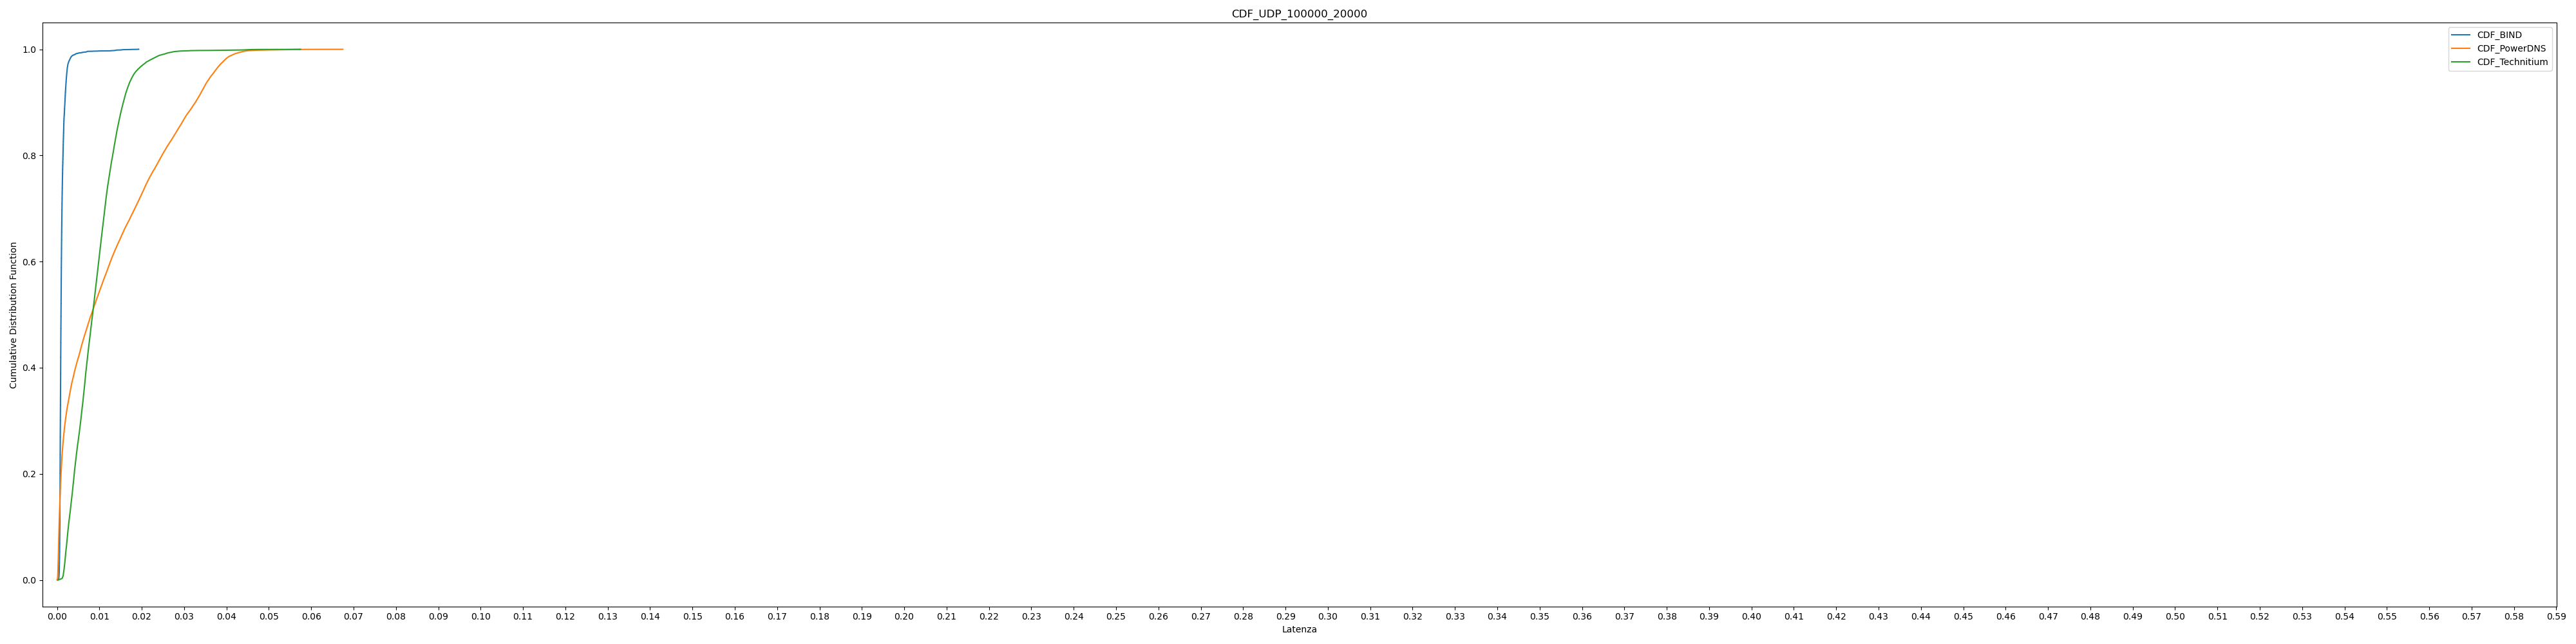 CDF_UDP_100000_20000
CDF_BIND
CDF_PowerDNS
CDF_Technitium
Cumulative Distribution Function
1.0
0.8
0.6
0.4
0.2
0.0
0.00 0.01 0.02 0.03 0.04 0.05 0.06 0.07 0.08 0.09 0.10 0.11 0.12 0.13 0.14 0.15 0.16 0.17 0.18 0.19 0.20 0.21 0.22 0.23 0.24 0.25 0.26 0.27 0.28 0.29 0.30 0.31 0.32 0.33 0.34 0.35 0.36 0.37 0.38 0.39 0.40 0.41 0.42 0.43 0.44 0.45 0.46 0.47 0.48 0.49 0.50 0.51 0.52 0.53 0.54 0.55 0.56 0.57 0.58 0.59
Latenza